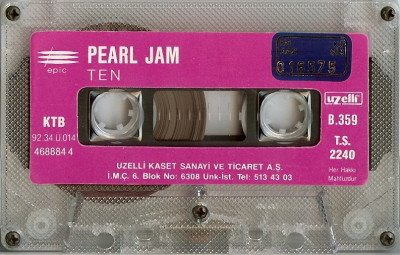 epic
PEARL JAM
TEN
015575
uzelli
KTB
92.34.Ü.014
468884 4
B.359
T.S.
2240
Her Hakkı
Mahfuzdur
UZELLİ KASET SANAYİ VE TİCARET A.Ş.
İ.M.Ç. 6. Blok No: 6308 Unk-İst. Tel: 513 43 03